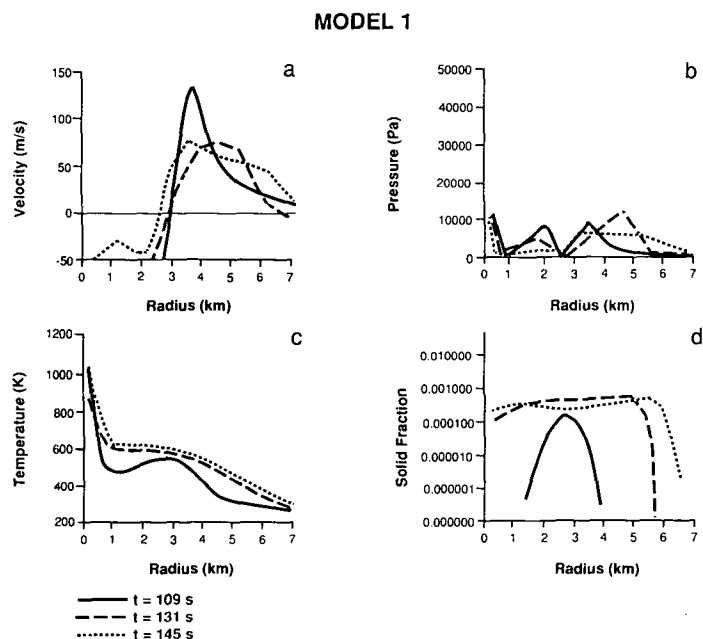 MODEL 1
a
150
100
50
0
-50
Velocity (m/s)
0 1 2 3 4 5 6 7
Radius (km)
b
50000
40000
30000
20000
10000
0
Pressure (Pa)
0 1 2 3 4 5 6 7
Radius (km)
c
1200
1000
800
600
400
200
Temperature (K)
0 1 2 3 4 5 6 7
Radius (km)
d
0.010000
0.001000
0.000100
0.000010
0.000001
0.000000
Solid Fraction
0 1 2 3 4 5 6 7
Radius (km)
t = 109 s
t = 131 s
t = 145 s